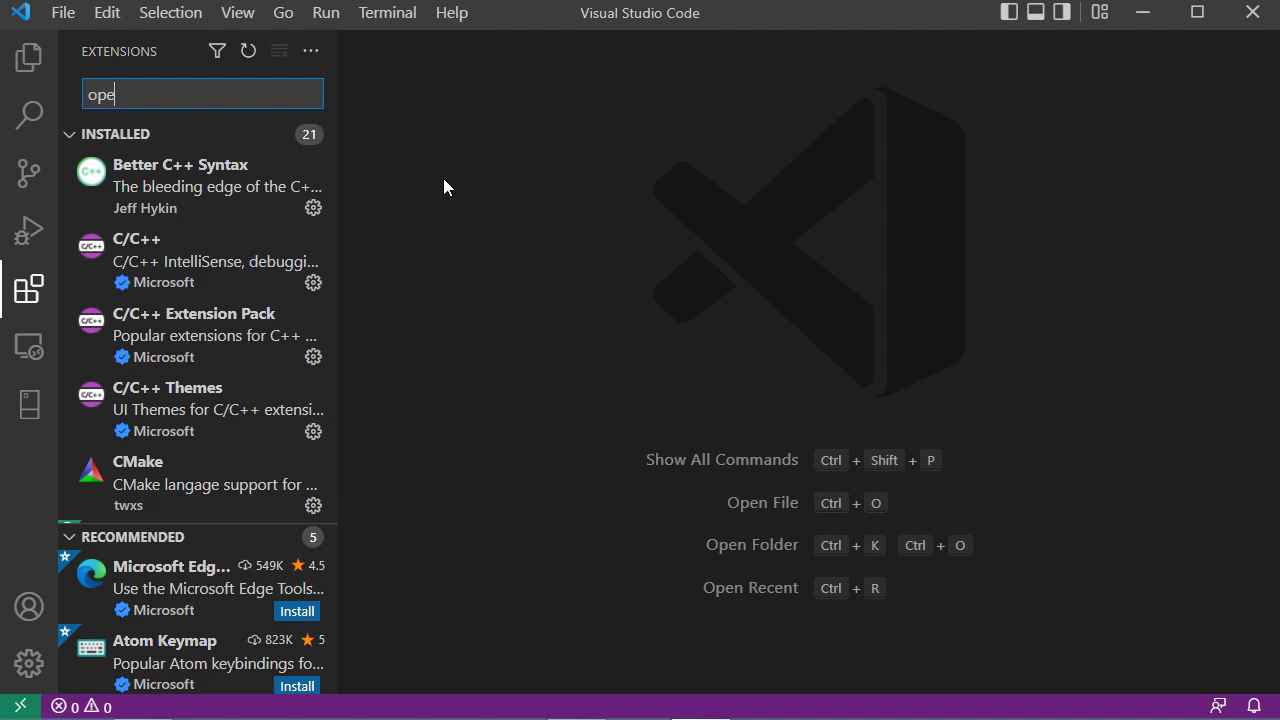 File Edit Selection View Go Run Terminal Help
Visual Studio Code
EXTENSIONS
ope
INSTALLED 21
C++
Better C++ Syntax
The bleeding edge of the C+...
Jeff Hykin
C/C++
C/C++
C/C++ IntelliSense, debuggi...
Microsoft
C/C++
C/C++ Extension Pack
Popular extensions for C++ ...
Microsoft
C/C++
C/C++ Themes
UI Themes for C/C++ extensi...
Microsoft
CMake
CMake langage support for ...
twxs
RECOMMENDED 5
Microsoft Edg... 549K 4.5
Use the Microsoft Edge Tools...
Microsoft Install
Atom Keymap 823K 5
Popular Atom keybindings fo...
Microsoft Install
Show All Commands Ctrl + Shift + P
Open File Ctrl + O
Open Folder Ctrl + K Ctrl + O
Open Recent Ctrl + R
0 0